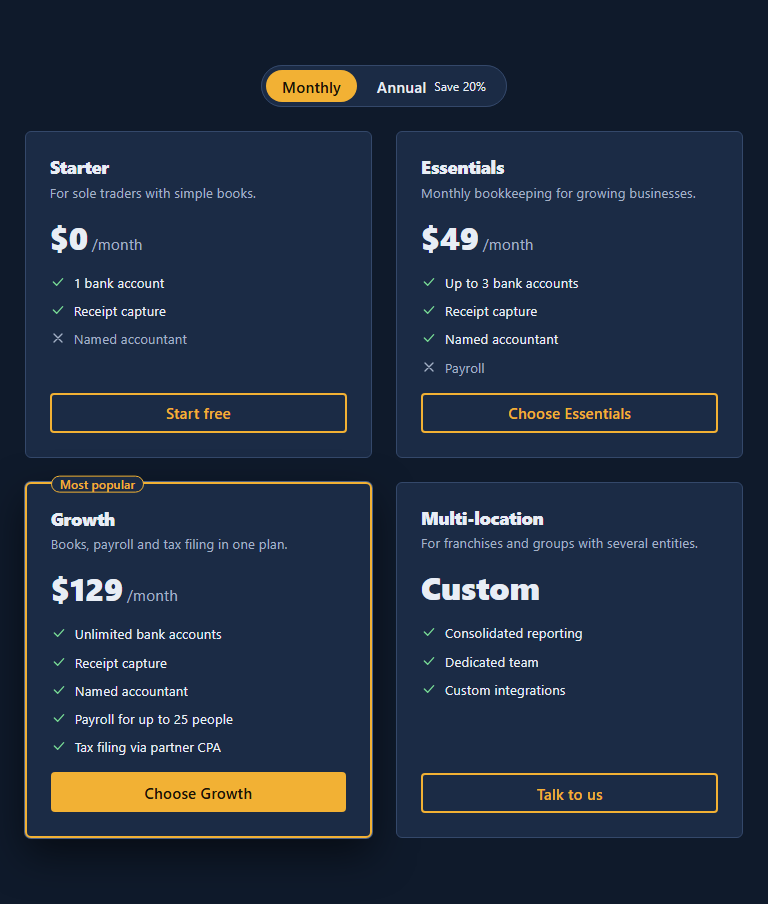 Monthly Annual Save 20%
Starter
For sole traders with simple books.
$0 /month
1 bank account
Receipt capture
Named accountant
Start free
Essentials
Monthly bookkeeping for growing businesses.
$49 /month
Up to 3 bank accounts
Receipt capture
Named accountant
Payroll
Choose Essentials
Most popular
Growth
Books, payroll and tax filing in one plan.
$129 /month
Unlimited bank accounts
Receipt capture
Named accountant
Payroll for up to 25 people
Tax filing via partner CPA
Choose Growth
Multi-location
For franchises and groups with several entities.
Custom
Consolidated reporting
Dedicated team
Custom integrations
Talk to us